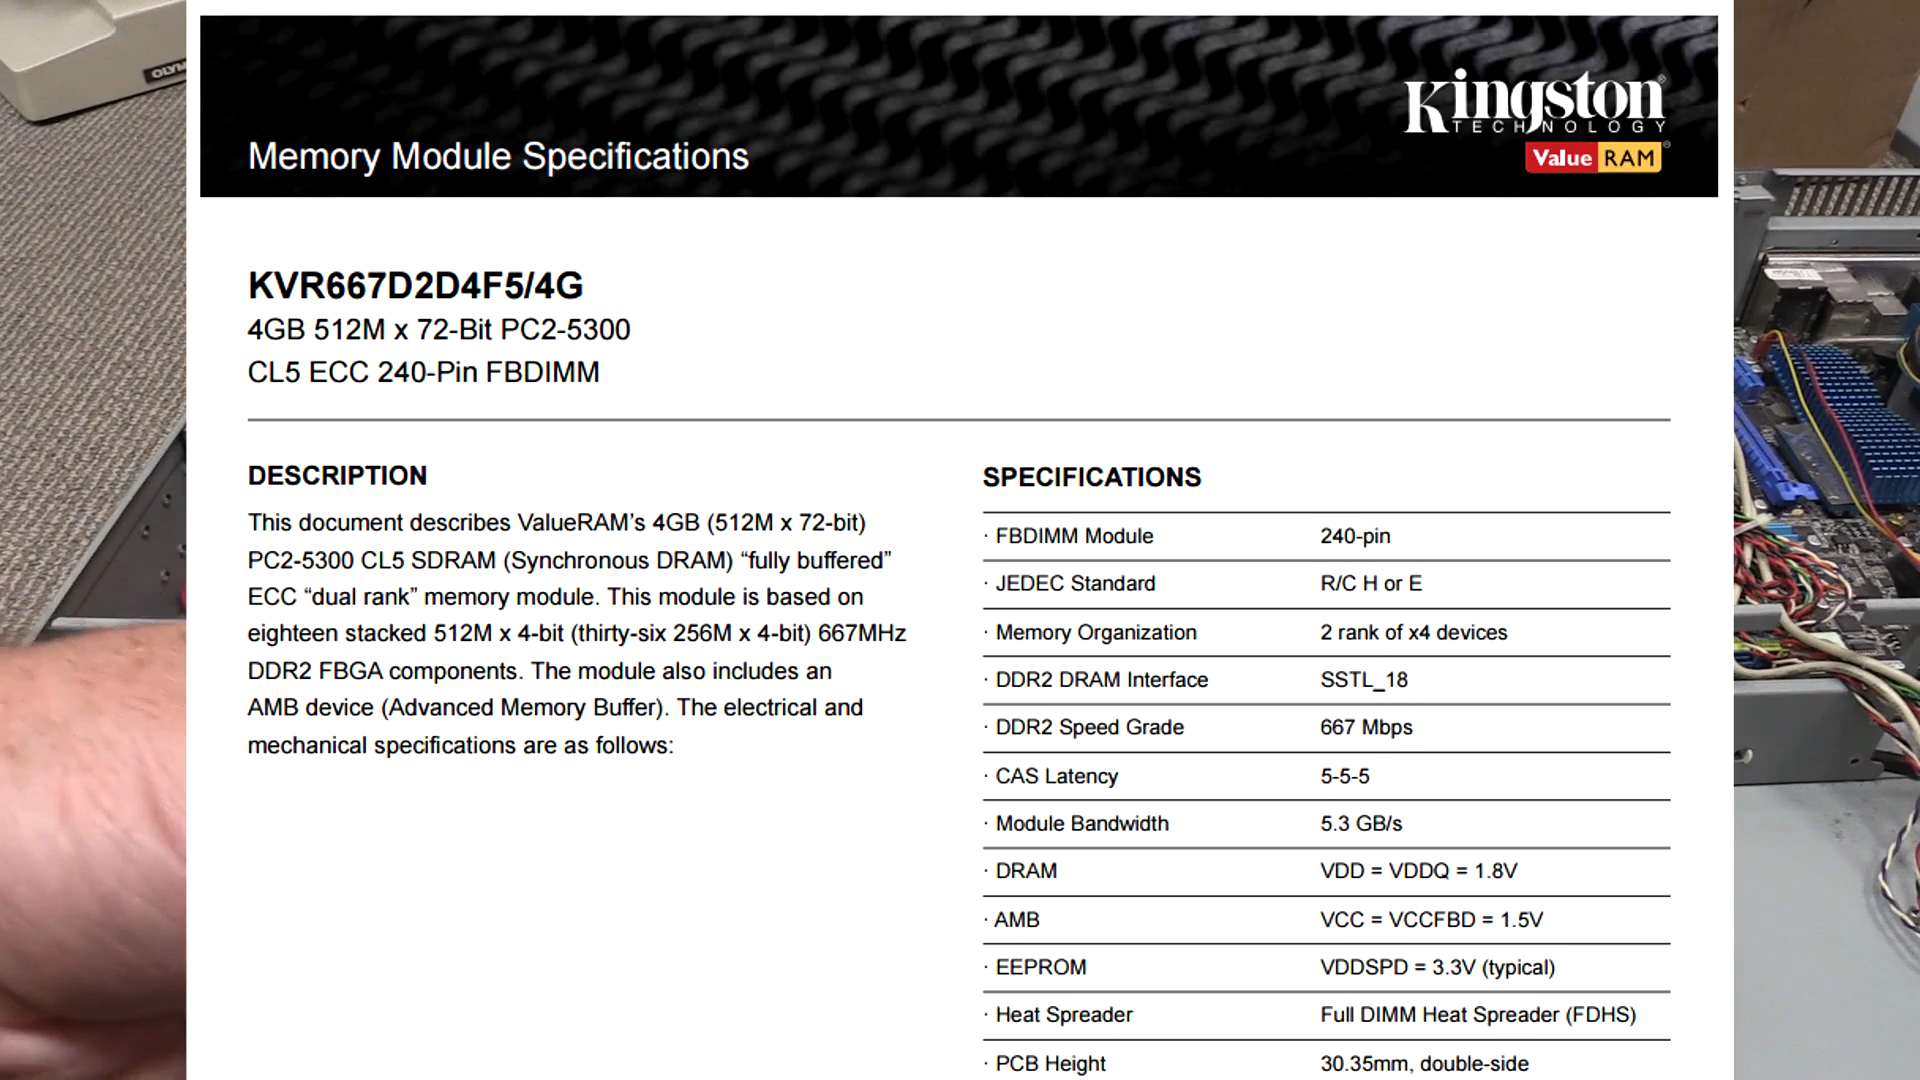 Kingston
TECHNOLOGY
Value RAM
Memory Module Specifications
KVR667D2D4F5/4G
4GB 512M x 72-Bit PC2-5300
CL5 ECC 240-Pin FBDIMM
DESCRIPTION
This document describes ValueRAM’s 4GB (512M x 72-bit)
PC2-5300 CL5 SDRAM (Synchronous DRAM) “fully buffered”
ECC “dual rank” memory module. This module is based on
eighteen stacked 512M x 4-bit (thirty-six 256M x 4-bit) 667MHz
DDR2 FBGA components. The module also includes an
AMB device (Advanced Memory Buffer). The electrical and
mechanical specifications are as follows:
SPECIFICATIONS
· FBDIMM Module 240-pin
· JEDEC Standard R/C H or E
· Memory Organization 2 rank of x4 devices
· DDR2 DRAM Interface SSTL_18
· DDR2 Speed Grade 667 Mbps
· CAS Latency 5-5-5
· Module Bandwidth 5.3 GB/s
· DRAM VDD = VDDQ = 1.8V
· AMB VCC = VCCFBD = 1.5V
· EEPROM VDDSPD = 3.3V (typical)
· Heat Spreader Full DIMM Heat Spreader (FDHS)
· PCB Height 30.35mm, double-side